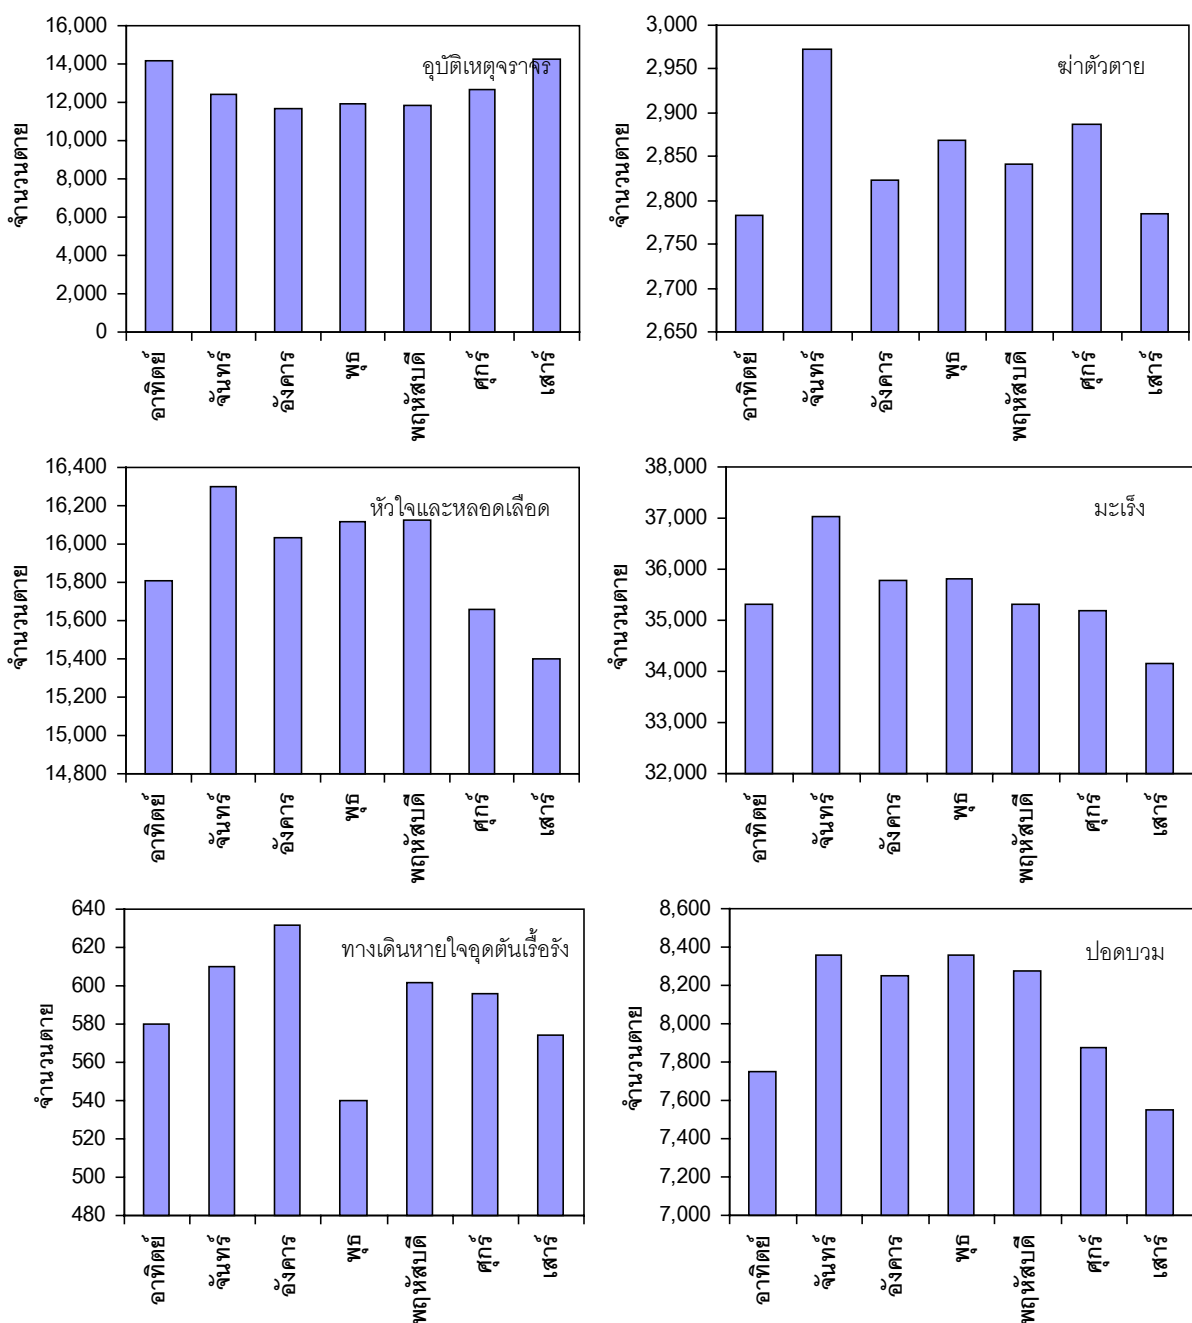 อุบัติเหตุจราจร
จำนวนตาย
16,000
14,000
12,000
10,000
8,000
6,000
4,000
2,000
0
อาทิตย์
จันทร์
อังคาร
พุธ
พฤหัสบดี
ศุกร์
เสาร์
ฆ่าตัวตาย
จำนวนตาย
3,000
2,950
2,900
2,850
2,800
2,750
2,700
2,650
อาทิตย์
จันทร์
อังคาร
พุธ
พฤหัสบดี
ศุกร์
เสาร์
หัวใจและหลอดเลือด
จำนวนตาย
16,400
16,200
16,000
15,800
15,600
15,400
15,200
15,000
14,800
อาทิตย์
จันทร์
อังคาร
พุธ
พฤหัสบดี
ศุกร์
เสาร์
มะเร็ง
จำนวนตาย
38,000
37,000
36,000
35,000
34,000
33,000
32,000
อาทิตย์
จันทร์
อังคาร
พุธ
พฤหัสบดี
ศุกร์
เสาร์
ทางเดินหายใจอุดตันเรื้อรัง
จำนวนตาย
640
620
600
580
560
540
520
500
480
อาทิตย์
จันทร์
อังคาร
พุธ
พฤหัสบดี
ศุกร์
เสาร์
ปอดบวม
จำนวนตาย
8,600
8,400
8,200
8,000
7,800
7,600
7,400
7,200
7,000
อาทิตย์
จันทร์
อังคาร
พุธ
พฤหัสบดี
ศุกร์
เสาร์